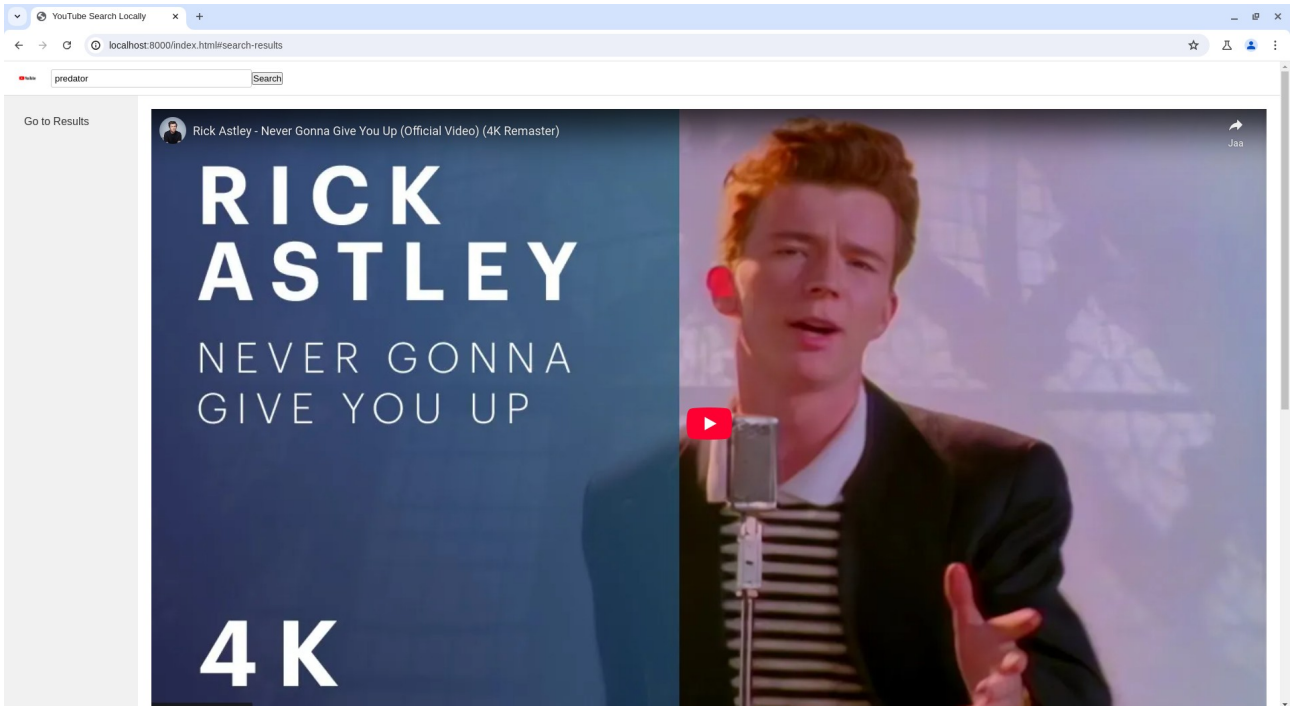 YouTube Search Locally
localhost:8000/index.html#search-results
YouTube
predator
Search
Go to Results
Rick Astley - Never Gonna Give You Up (Official Video) (4K Remaster)
Jaa
RICK
ASTLEY
NEVER GONNA
GIVE YOU UP
4K